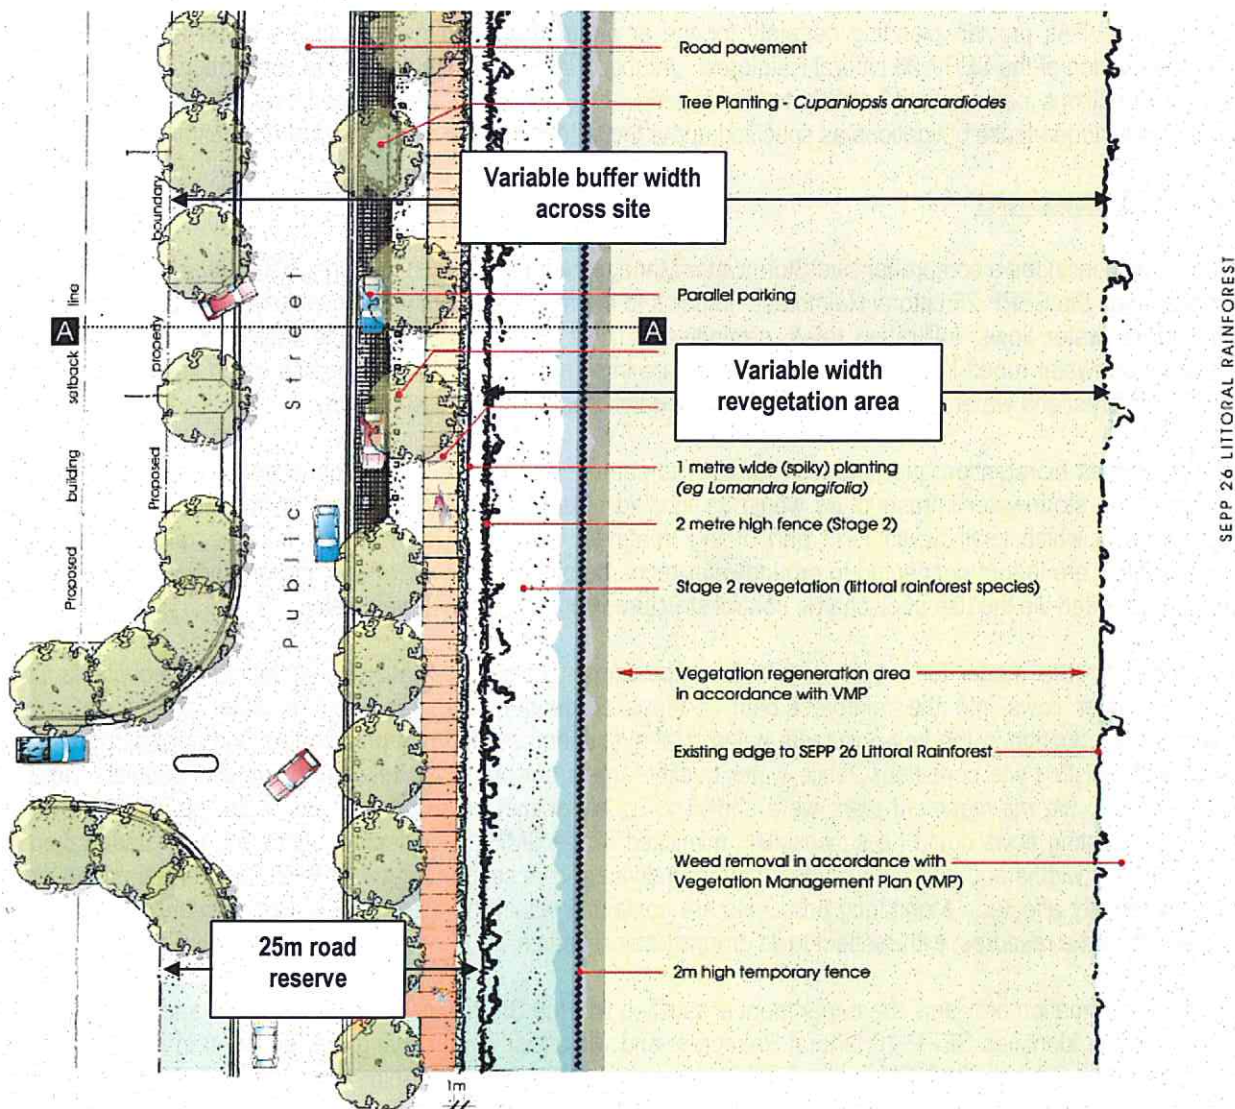 Road pavement
Tree Planting - Cupaniopsis anarcardiodes
Variable buffer width
across site
Parallel parking
A
A
Variable width
revegetation area
1 metre wide (spiky) planting
(eg Lomandra longifolia)
2 metre high fence (Stage 2)
Stage 2 revegetation (littoral rainforest species)
Vegetation regeneration area
in accordance with VMP
Existing edge to SEPP 26 Littoral Rainforest
Weed removal in accordance with
Vegetation Management Plan (VMP)
25m road
reserve
2m high temporary fence
1m
Proposed building setback line
Proposed property boundary
Public Street
SEPP 26 LITTORAL RAINFOREST